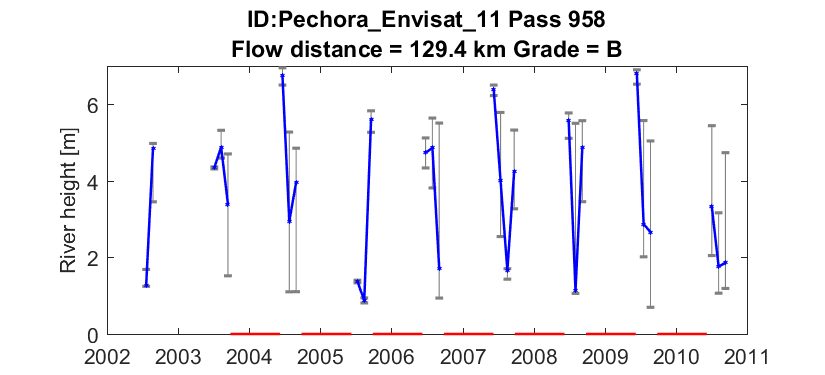 ID:Pechora_Envisat_11 Pass 958
Flow distance = 129.4 km Grade = B
River height [m]
6
4
2
0
2002 2003 2004 2005 2006 2007 2008 2009 2010 2011